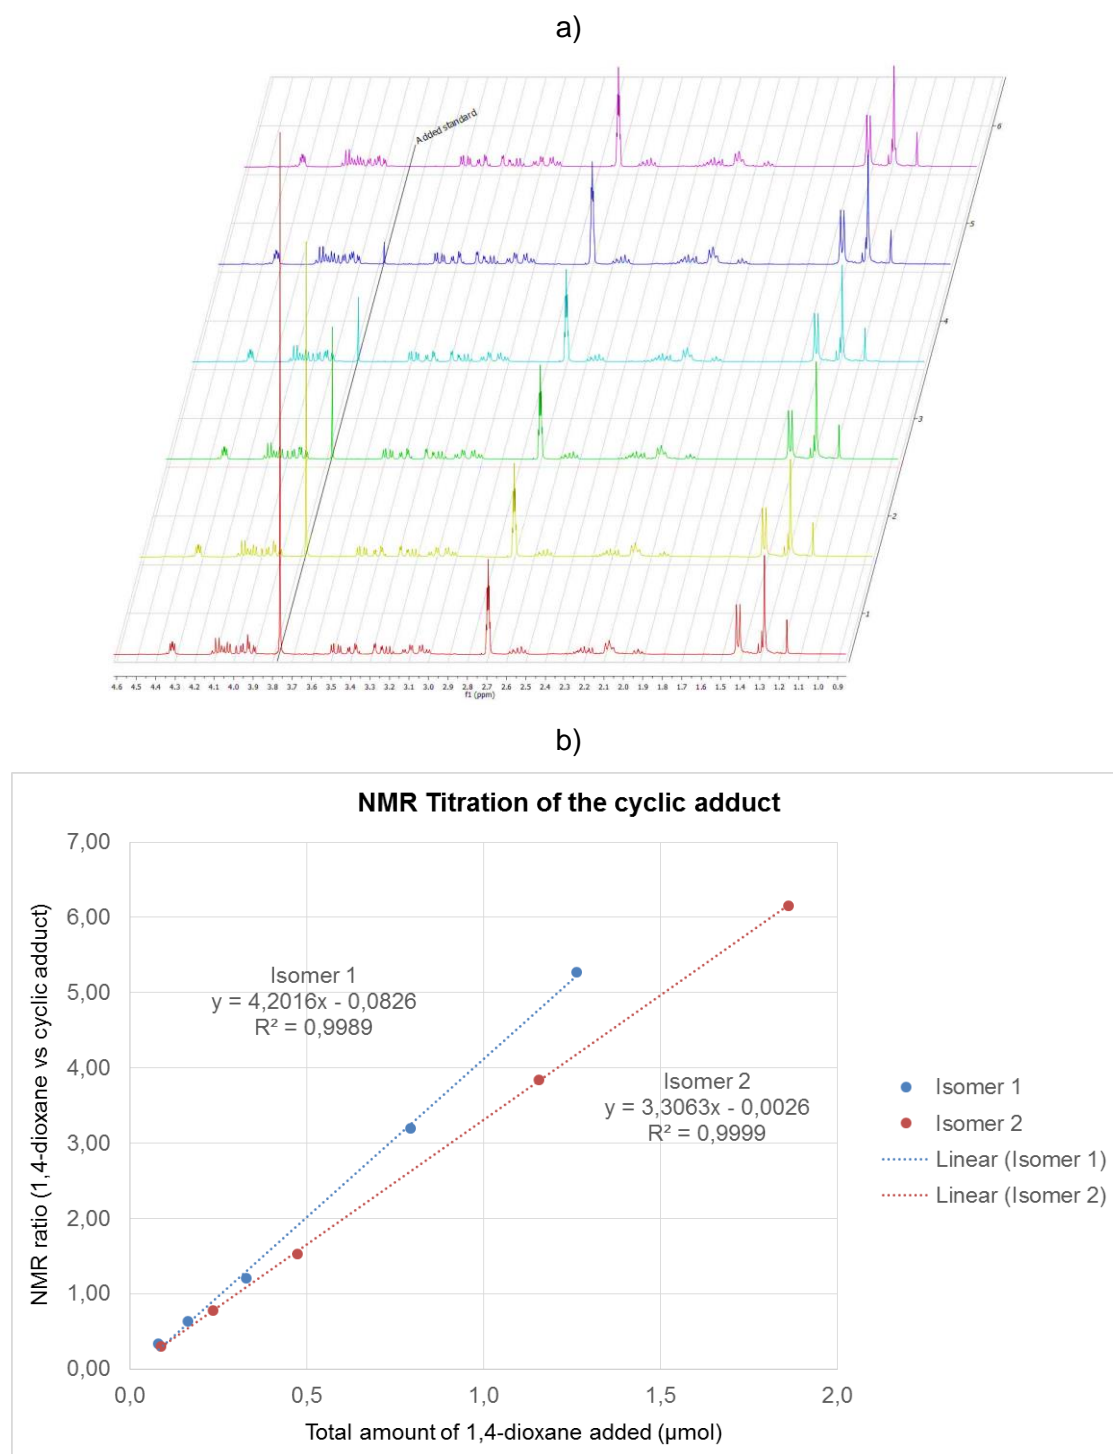 a)
Added standard
6
5
4
3
2
1
4.6 4.5 4.4 4.3 4.2 4.1 4.0 3.9 3.8 3.7 3.6 3.5 3.4 3.3 3.2 3.1 3.0 2.9 2.8 2.7 2.6 2.5 2.4 2.3 2.2 2.1 2.0 1.9 1.8 1.7 1.6 1.5 1.4 1.3 1.2 1.1 1.0 0.9
f1 (ppm)
b)
NMR Titration of the cyclic adduct
7,00
6,00
5,00
4,00
3,00
2,00
1,00
0,00
NMR ratio (1,4-dioxane vs cyclic adduct)
Isomer 1
y = 4,2016x - 0,0826
R² = 0,9989
Isomer 2
y = 3,3063x - 0,0026
R² = 0,9999
Isomer 1
Isomer 2
Linear (Isomer 1)
Linear (Isomer 2)
0,0 0,5 1,0 1,5 2,0
Total amount of 1,4-dioxane added (µmol)